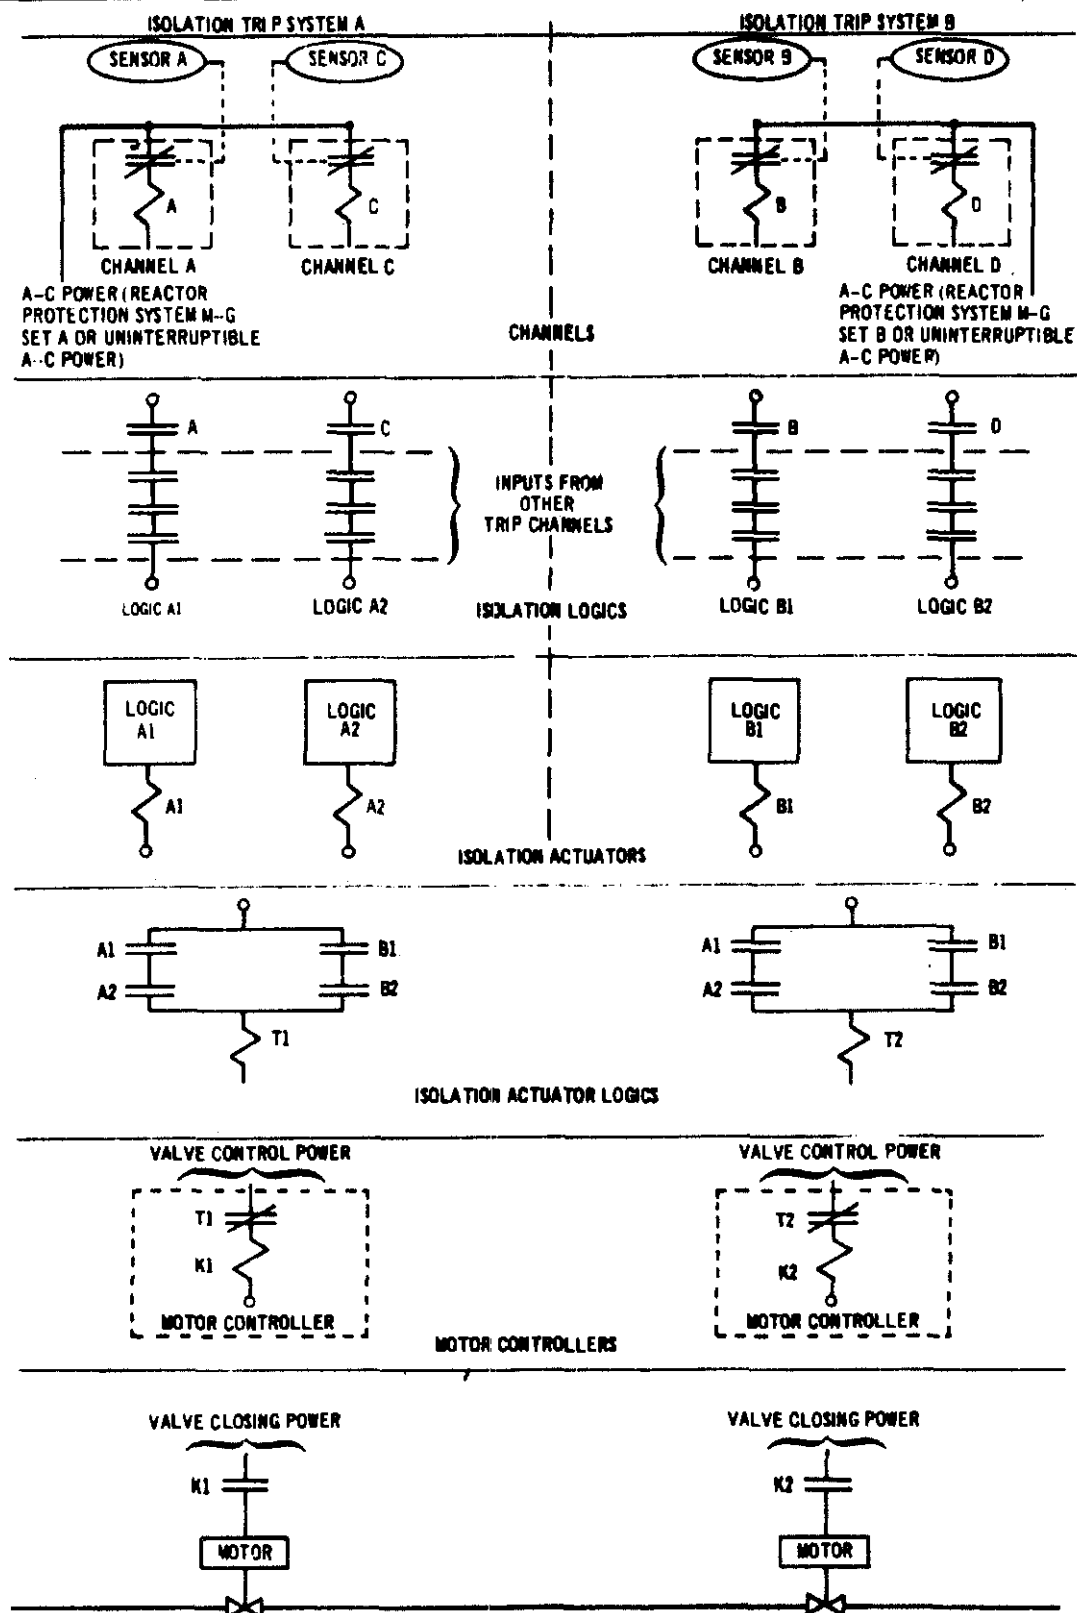 ISOLATION TRIP SYSTEM A
ISOLATION TRIP SYSTEM B
SENSOR A
SENSOR C
SENSOR 9
SENSOR D
A
C
B
D
CHANNEL A
CHANNEL C
CHANNEL B
CHANNEL D
A-C POWER (REACTOR
PROTECTION SYSTEM M-G
SET A OR UNINTERRUPTIBLE
A-C POWER)
A-C POWER (REACTOR
PROTECTION SYSTEM M-G
SET B OR UNINTERRUPTIBLE
A-C POWER)
CHANNELS
A
C
B
D
INPUTS FROM
OTHER
TRIP CHANNELS
LOGIC A1
LOGIC A2
ISOLATION LOGICS
LOGIC B1
LOGIC B2
LOGIC
A1
LOGIC
A2
LOGIC
B1
LOGIC
B2
A1
A2
B1
B2
ISOLATION ACTUATORS
A1
B1
A2
B2
T1
A1
B1
A2
B2
T2
ISOLATION ACTUATOR LOGICS
VALVE CONTROL POWER
VALVE CONTROL POWER
T1
K1
MOTOR CONTROLLER
T2
K2
MOTOR CONTROLLER
MOTOR CONTROLLERS
VALVE CLOSING POWER
VALVE CLOSING POWER
K1
K2
MOTOR
MOTOR